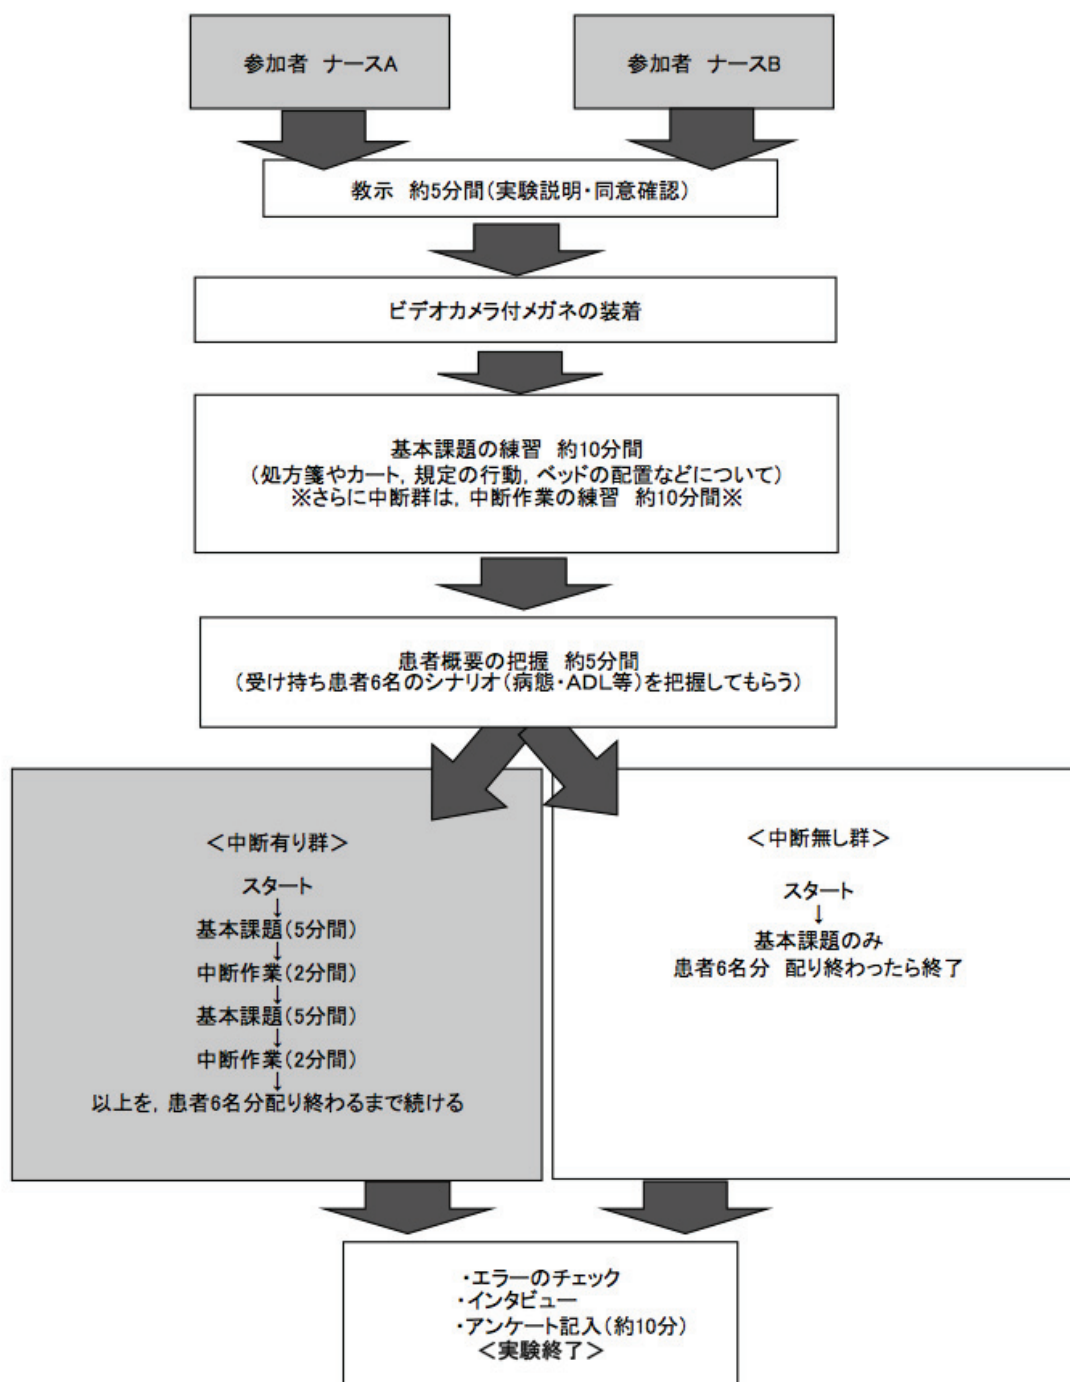 参加者 ナースA
参加者 ナースB
教示 約5分間(実験説明・同意確認)
ビデオカメラ付メガネの装着
基本課題の練習 約10分間
(処方箋やカート, 規定の行動, ベッドの配置などについて)
※さらに中断群は, 中断作業の練習 約10分間※
患者概要の把握 約5分間
(受け持ち患者6名のシナリオ(病態・ADL等)を把握してもらう)
<中断有り群>
スタート
↓
基本課題(5分間)
↓
中断作業(2分間)
↓
基本課題(5分間)
↓
中断作業(2分間)
↓
以上を, 患者6名分配り終わるまで続ける
<中断無し群>
スタート
↓
基本課題のみ
患者6名分 配り終わったら終了
・エラーのチェック
・インタビュー
・アンケート記入(約10分)
<実験終了>